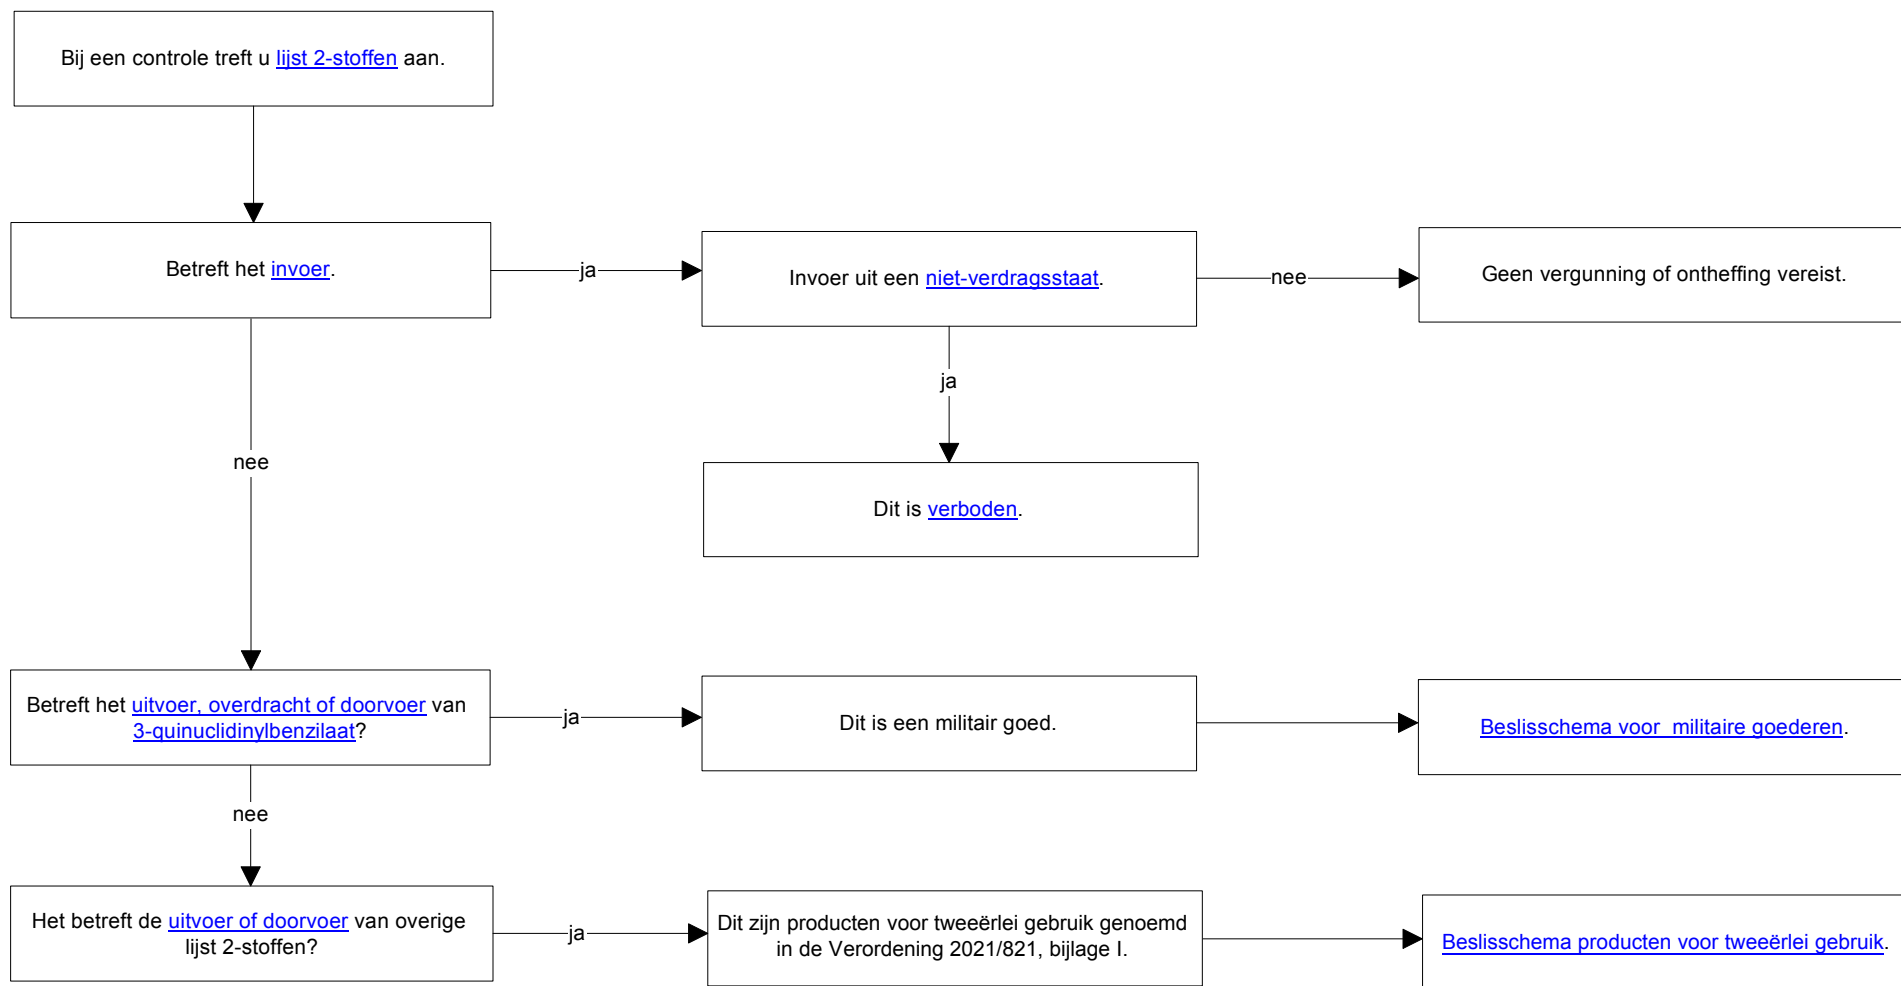 Bij een controle treft u lijst 2-stoffen aan.
Betreft het invoer.
ja
Invoer uit een niet-verdragsstaat.
nee
Geen vergunning of ontheffing vereist.
ja
Dit is verboden.
nee
Betreft het uitvoer, overdracht of doorvoer van
3-quinuclidinylbenzilaat?
ja
Dit is een militair goed.
Beslisschema voor  militaire goederen.
nee
Het betreft de uitvoer of doorvoer van overige
lijst 2-stoffen?
ja
Dit zijn producten voor tweeërlei gebruik genoemd
in de Verordening 2021/821, bijlage I.
Beslisschema producten voor tweeërlei gebruik.